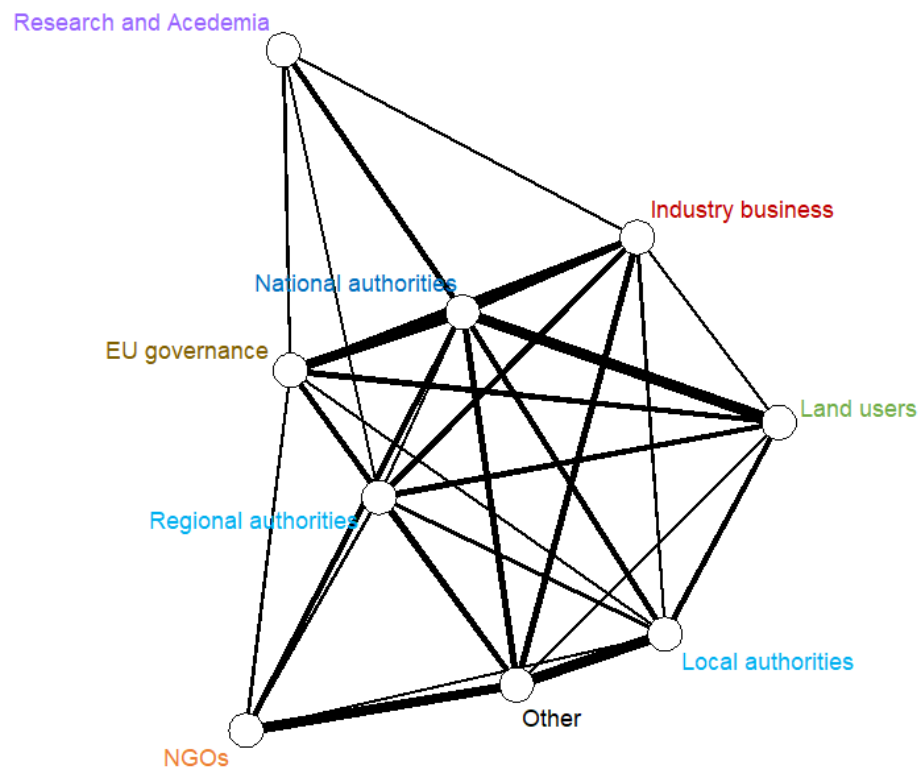 Research and Acedemia
Industry business
National authorities
EU governance
Land users
Regional authorities
Local authorities
Other
NGOs